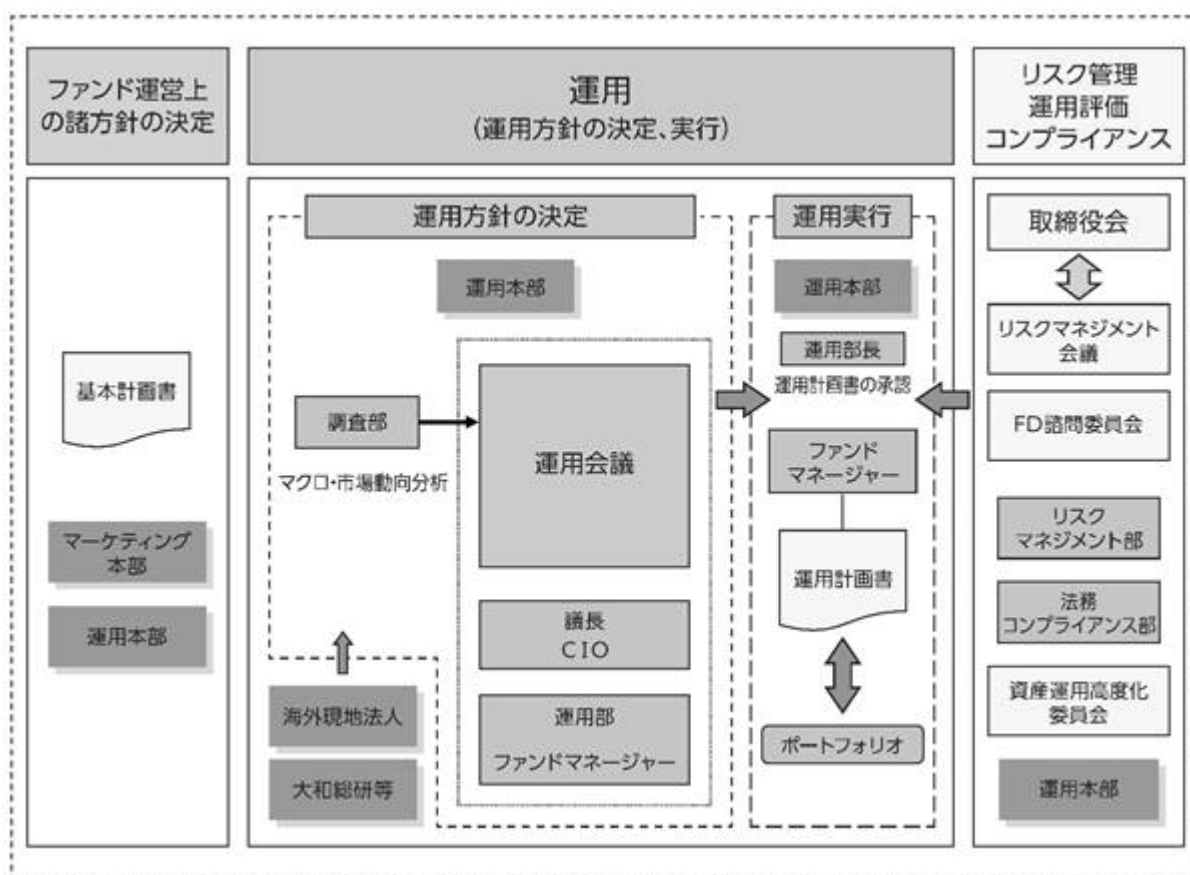 ファンド運営上
の諸方針の決定
運用
(運用方針の決定、実行)
リスク管理
運用評価
コンプライアンス
基本計画書
マーケティング
本部
運用本部
運用方針の決定
運用本部
調査部
マクロ・市場動向分析
運用会議
議長
CIO
運用部
ファンドマネージャー
海外現地法人
大和総研等
運用実行
運用本部
運用部長
運用計画書の承認
ファンド
マネージャー
運用計画書
ポートフォリオ
取締役会
リスクマネジメント
会議
FD諮問委員会
リスク
マネジメント部
法務
コンプライアンス部
資産運用高度化
委員会
運用本部